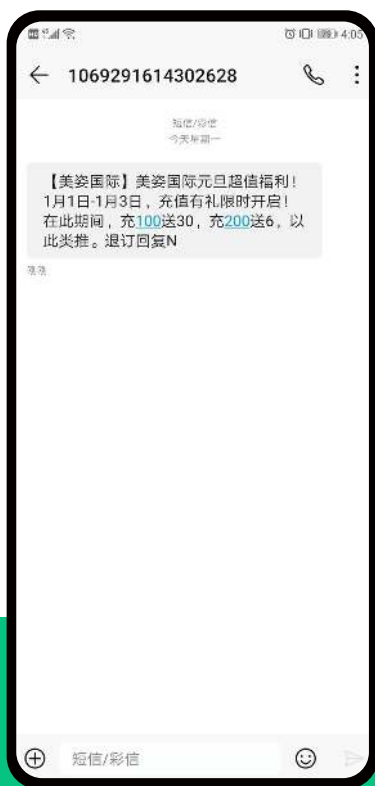 4:05
1069291614302628
短信/彩信
今天星期一
【美姿国际】美姿国际元旦超值福利！
1月1日-1月3日，充值有礼限时开启！
在此期间，充100送30，充200送6，以
此类推。退订回复N
短信/彩信